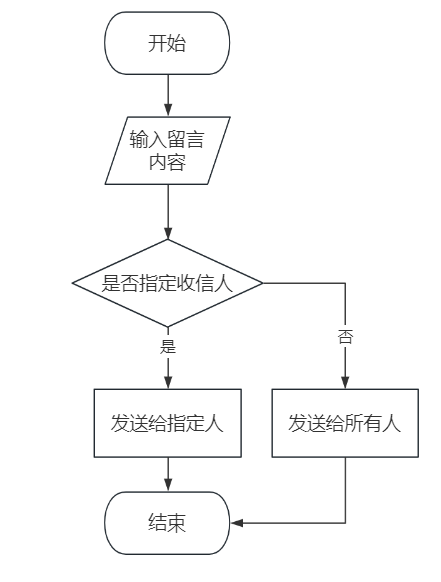 开始
输入留言
内容
是否指定收信人
是
否
发送给指定人
发送给所有人
结束